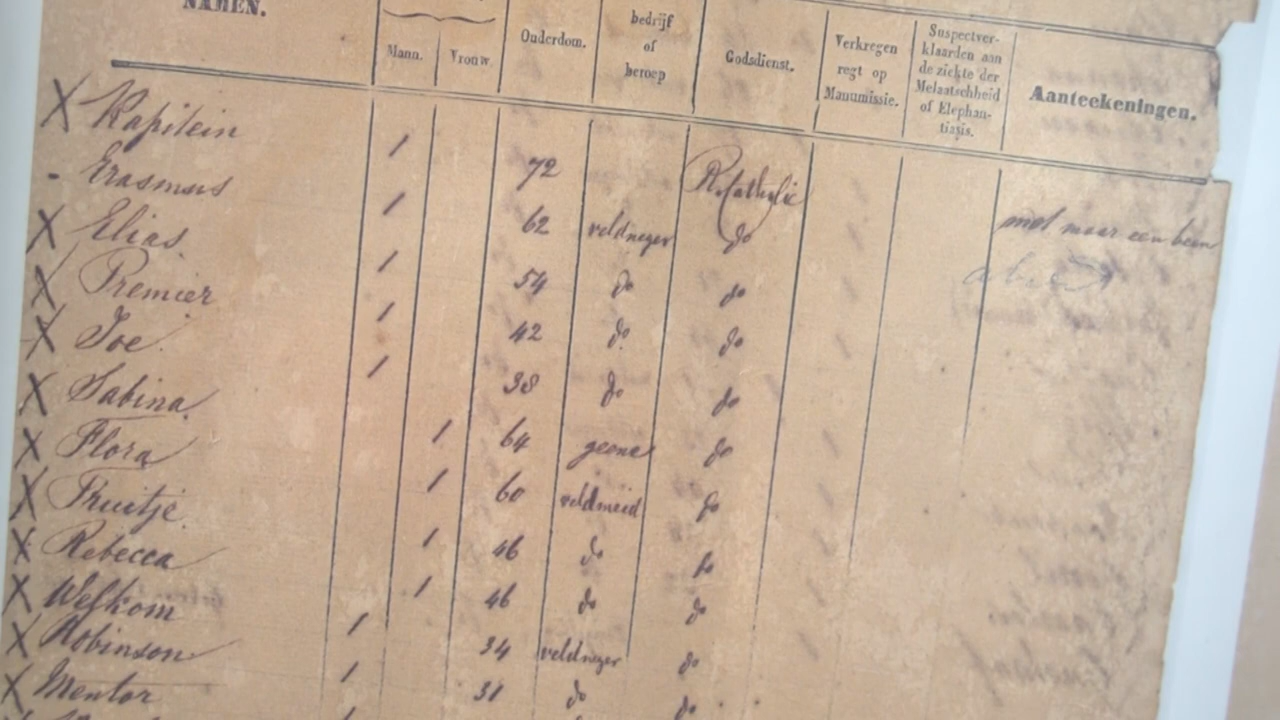 NAMEN.
Mann.
Vrouw.
Ouderdom.
bedrijf
of
beroep
Godsdienst.
Verkregen
regt op
Manumissie.
Suspectver-
klaarden aan
de ziekte der
Melaatschheid
of Elephan-
tiasis.
Aanteekeningen.
X Kapitein 1 72 R. Catholic
- Erasmus 1 62 veldneger do met maar een been
X Elias 1 54 do do
X Premier 1 42 do do
X Joe 1 38 do do
X Sabina 1 64 geene do
X Flora 1 60 veldmeid do
X Fruitje 1 46 do do
X Rebecca 1 46 do do
X Welkom 1 34 veldneger do
X Robinson 1 31 do do
X Mentor